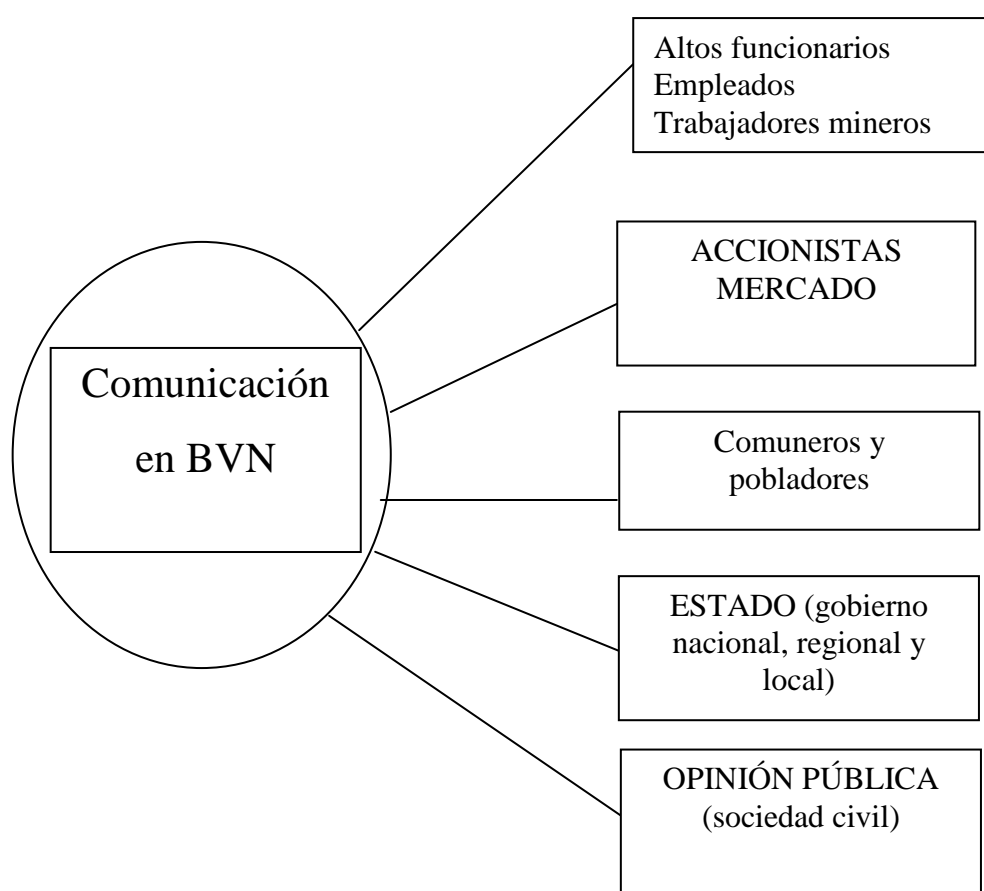 Altos funcionarios
Empleados
Trabajadores mineros
ACCIONISTAS
MERCADO
Comunicación
en BVN
Comuneros y
pobladores
ESTADO (gobierno
nacional, regional y
local)
OPINIÓN PÚBLICA
(sociedad civil)